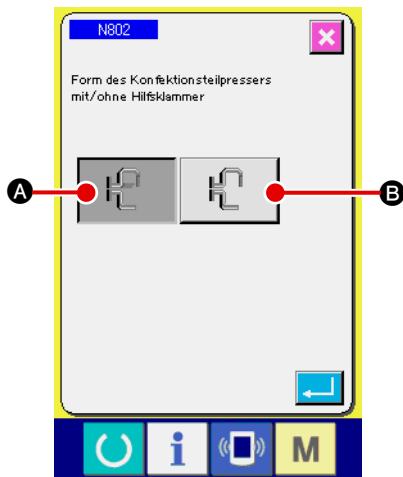 N802
Form des Konfektionsteilpressers
mit/ohne Hilfsklammer
A
B
M